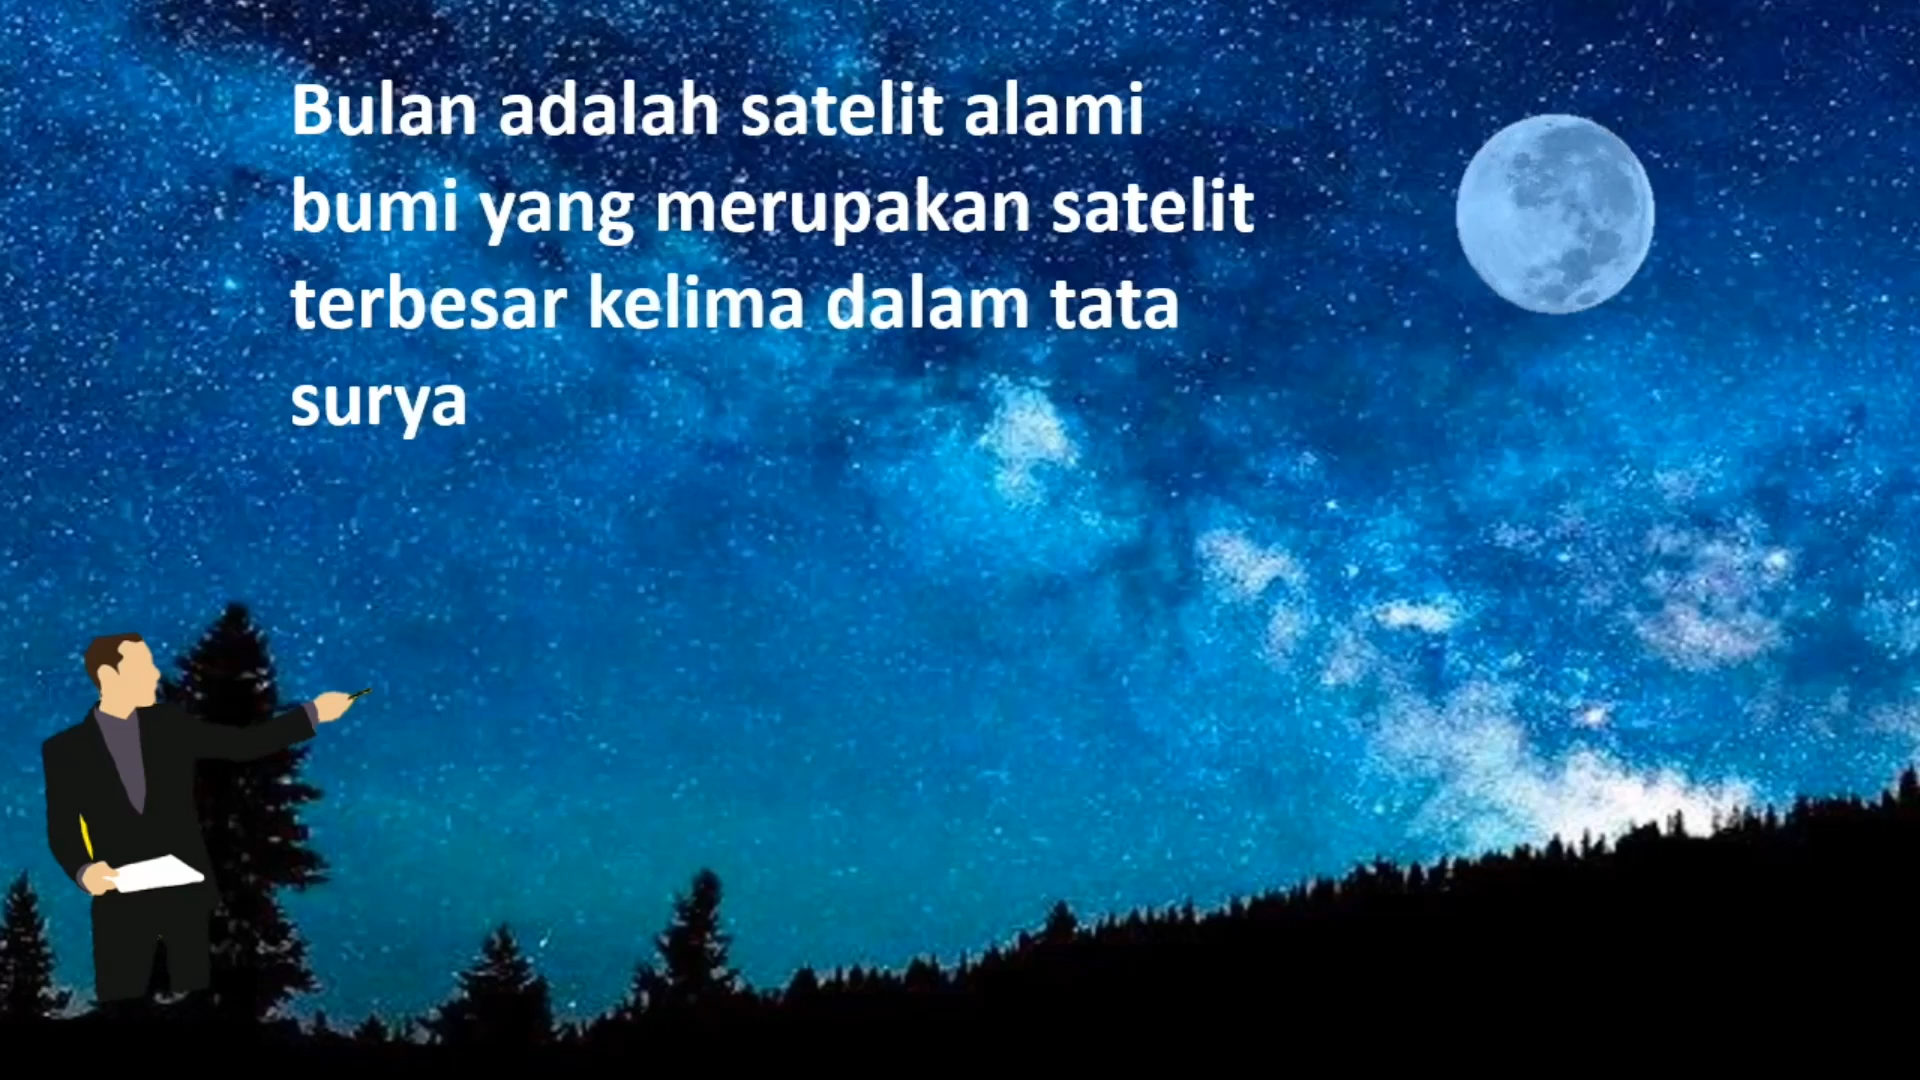 Bulan adalah satelit alami
bumi yang merupakan satelit
terbesar kelima dalam tata
surya